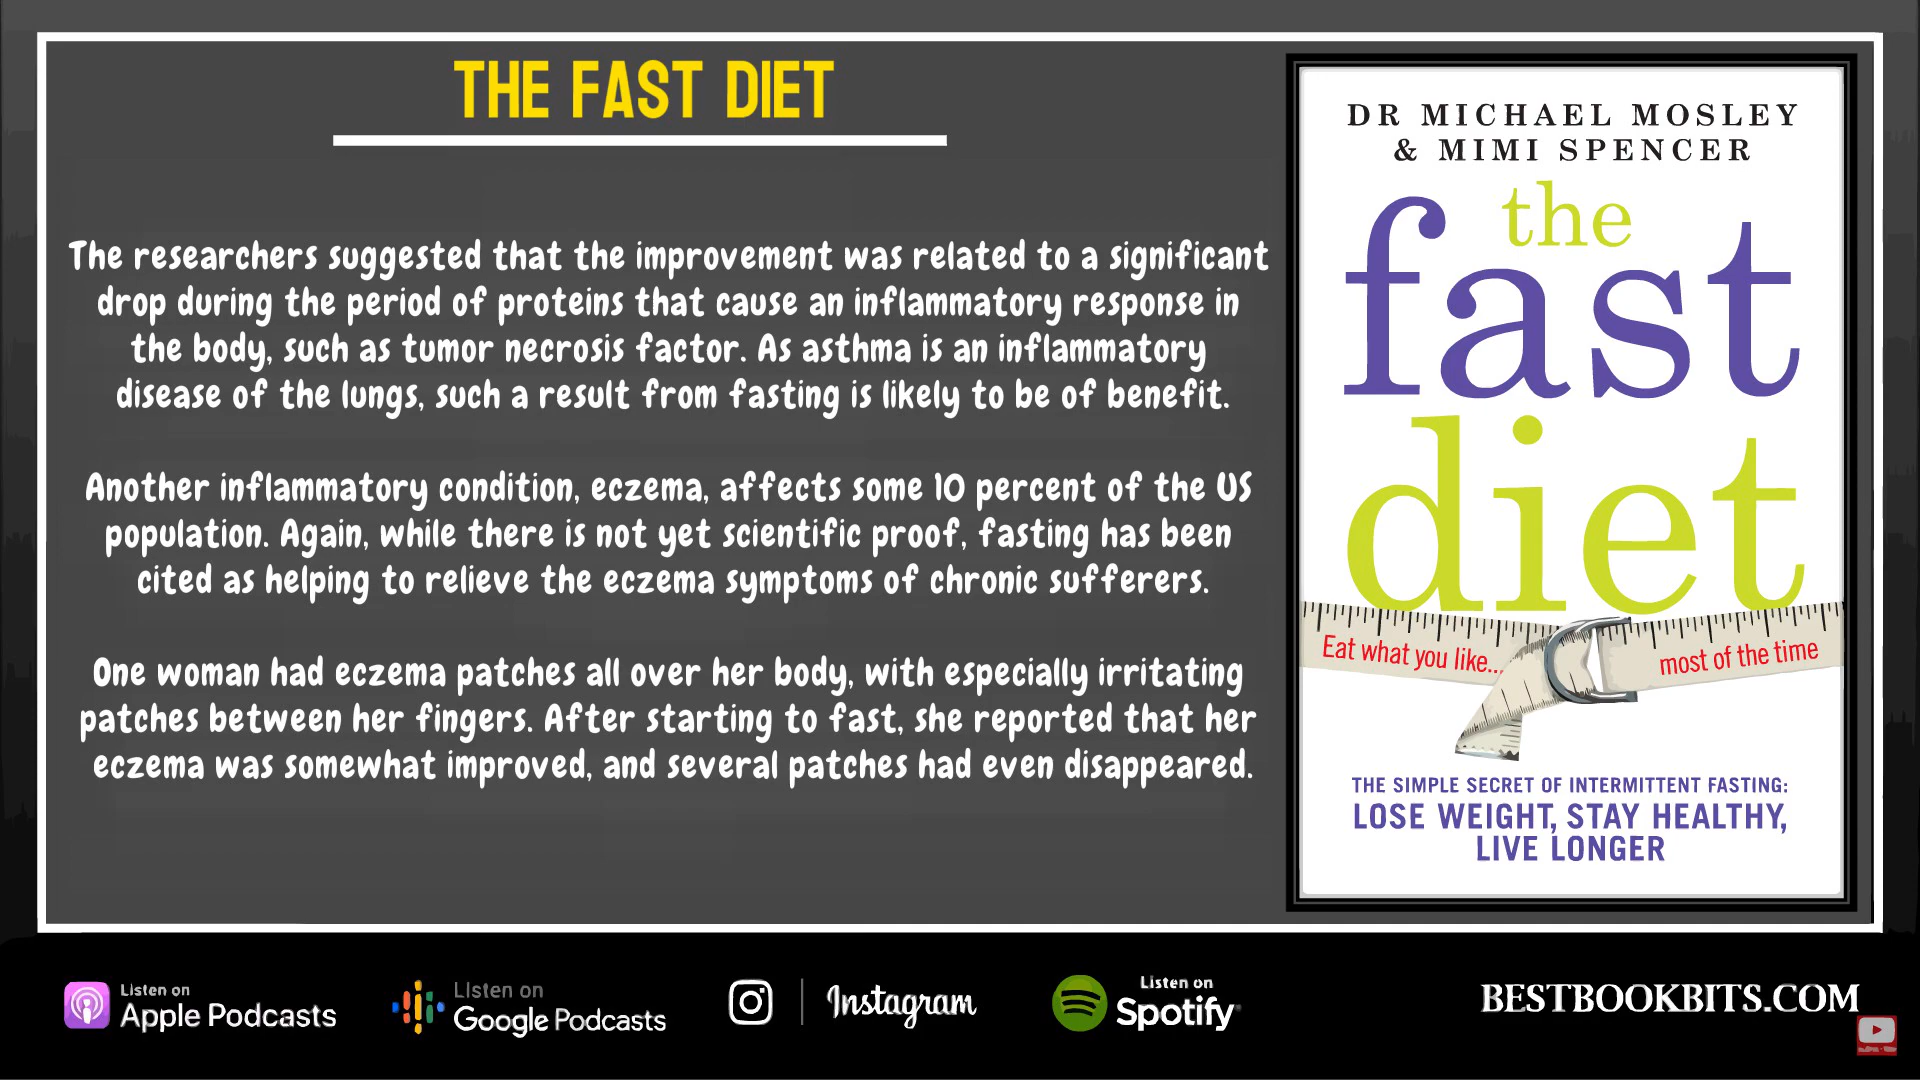 THE FAST DIET
The researchers suggested that the improvement was related to a significant
drop during the period of proteins that cause an inflammatory response in
the body, such as tumor necrosis factor. As asthma is an inflammatory
disease of the lungs, such a result from fasting is likely to be of benefit.
Another inflammatory condition, eczema, affects some 10 percent of the US
population. Again, while there is not yet scientific proof, fasting has been
cited as helping to relieve the eczema symptoms of chronic sufferers.
One woman had eczema patches all over her body, with especially irritating
patches between her fingers. After starting to fast, she reported that her
eczema was somewhat improved, and several patches had even disappeared.
DR MICHAEL MOSLEY
& MIMI SPENCER
the
fast
diet
Eat what you like...
most of the time
THE SIMPLE SECRET OF INTERMITTENT FASTING:
LOSE WEIGHT, STAY HEALTHY,
LIVE LONGER
Listen on
Apple Podcasts
Listen on
Google Podcasts
Instagram
Listen on
Spotify
BESTBOOKBITS.COM